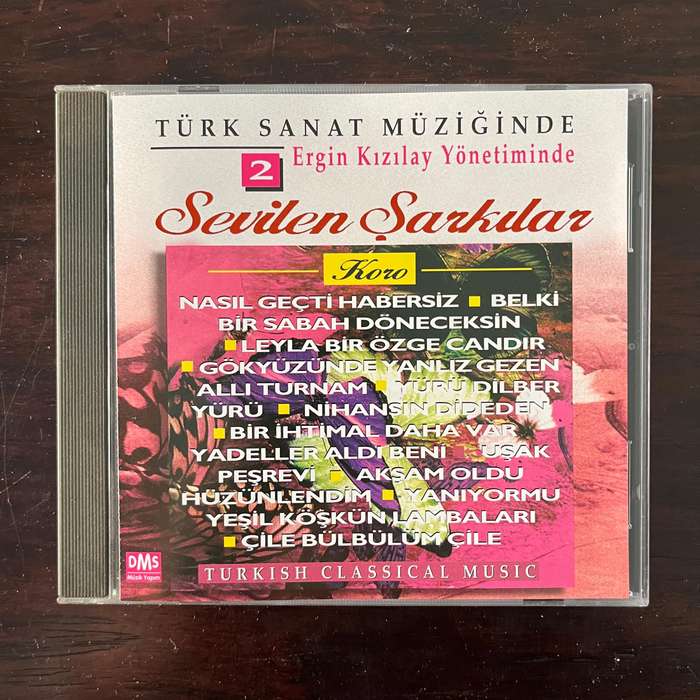 TÜRK SANAT MÜZİĞİNDE
2 Ergin Kızılay Yönetiminde
Sevilen Şarkılar
Koro
NASIL GEÇTİ HABERSİZ ■ BELKİ
BİR SABAH DÖNECEKSİN
■ LEYLA BİR ÖZGE CANDIR
■ GÖKYÜZÜNDE YANLIZ GEZEN
ALLI TURNAM ■ YÜRÜ DİLBER
YÜRÜ ■ NİHANSIN DİDEDEN
■ BİR İHTİMAL DAHA VAR
YADELLER ALDI BENİ UŞAK
PEŞREVİ ■ AKŞAM OLDU
HÜZÜNLENDİM ■ YANIYORMU
YEŞİL KÖŞKÜN LAMBALARI
■ ÇİLE BÜLBÜLÜM ÇİLE
DMS
Müzik Yapım
TURKISH CLASSICAL MUSIC